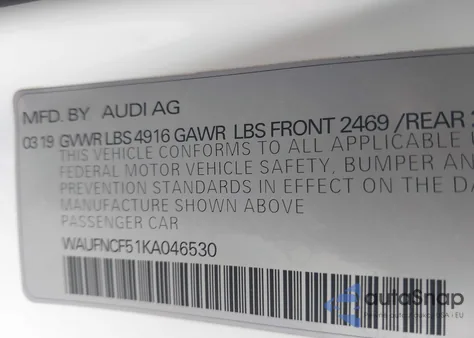 MFD. BY AUDI AG
03 19 GVWR LBS 4916 GAWR LBS FRONT 2469 /REAR
THIS VEHICLE CONFORMS TO ALL APPLICABLE
FEDERAL MOTOR VEHICLE SAFETY, BUMPER AN
PREVENTION STANDARDS IN EFFECT ON THE DA
MANUFACTURE SHOWN ABOVE
PASSENGER CAR
WAUFNCF51KA046530
autoSnap